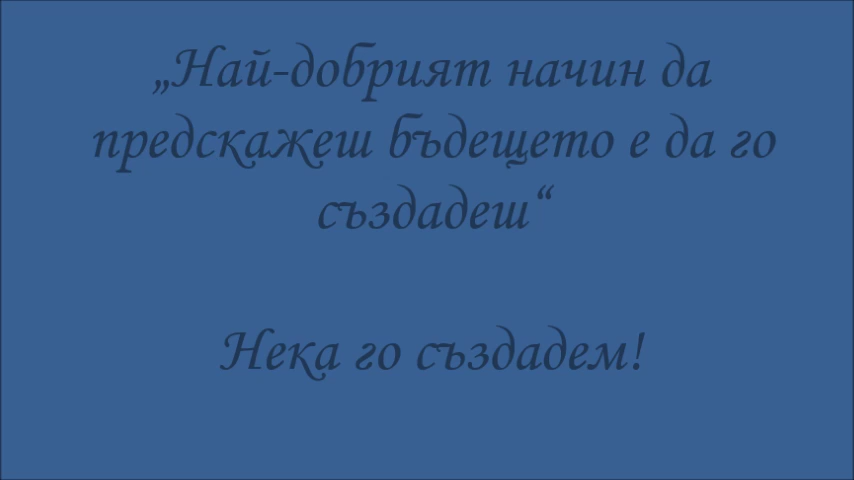 „Най-добрият начин да
предскажеш бъдещето е да го
създадеш“
Нека го създадем!